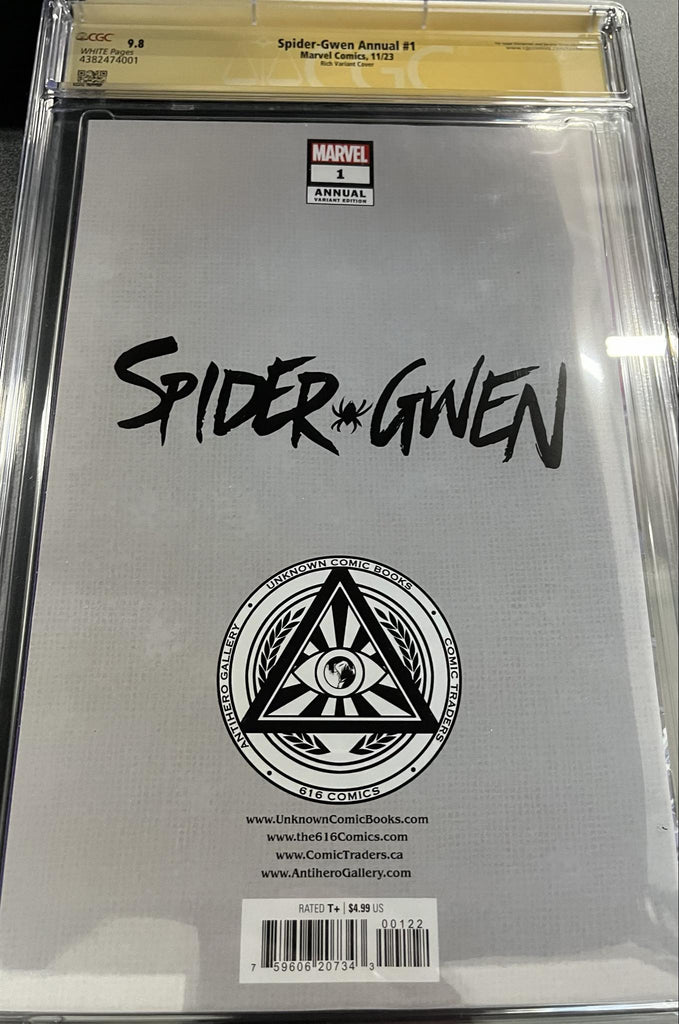 CGC 9.8
WHITE Pages
4382474001
Spider-Gwen Annual #1
Marvel Comics, 11/23
Rich Variant Cover
CGC
MARVEL
1
ANNUAL
VARIANT EDITION
SPIDER GWEN
UNKNOWN COMIC BOOKS
ANTIHERO GALLERY
COMIC TRADERS
616 COMICS
www.UnknownComicBooks.com
www.the616Comics.com
www.ComicTraders.ca
www.AntiheroGallery.com
RATED T+ | $4.99 US
00122
7 59606 20734 3